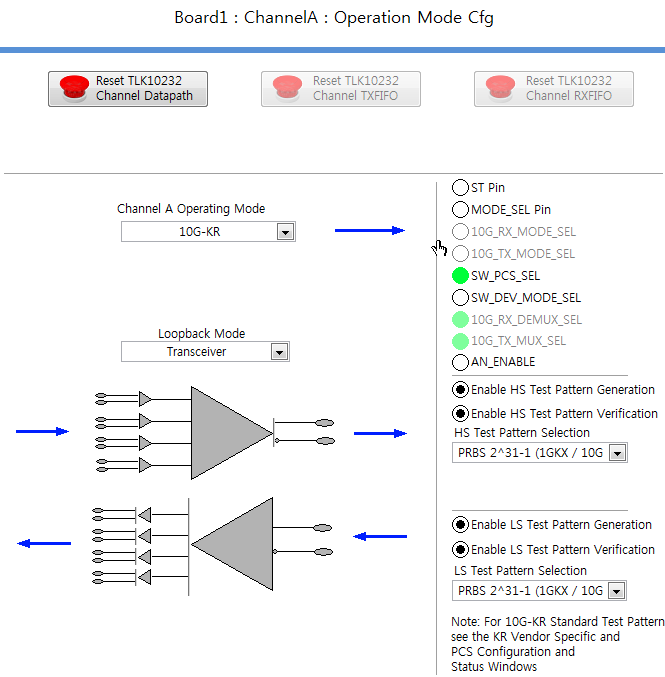 Board1 : ChannelA : Operation Mode Cfg
Reset TLK10232
Channel Datapath
Reset TLK10232
Channel TXFIFO
Reset TLK10232
Channel RXFIFO
Channel A Operating Mode
10G-KR
Loopback Mode
Transceiver
ST Pin
MODE_SEL Pin
10G_RX_MODE_SEL
10G_TX_MODE_SEL
SW_PCS_SEL
SW_DEV_MODE_SEL
10G_RX_DEMUX_SEL
10G_TX_MUX_SEL
AN_ENABLE
Enable HS Test Pattern Generation
Enable HS Test Pattern Verification
HS Test Pattern Selection
PRBS 2^31-1 (1GKX / 10G
Enable LS Test Pattern Generation
Enable LS Test Pattern Verification
LS Test Pattern Selection
PRBS 2^31-1 (1GKX / 10G
Note: For 10G-KR Standard Test Pattern
see the KR Vendor Specific and
PCS Configuration and
Status Windows